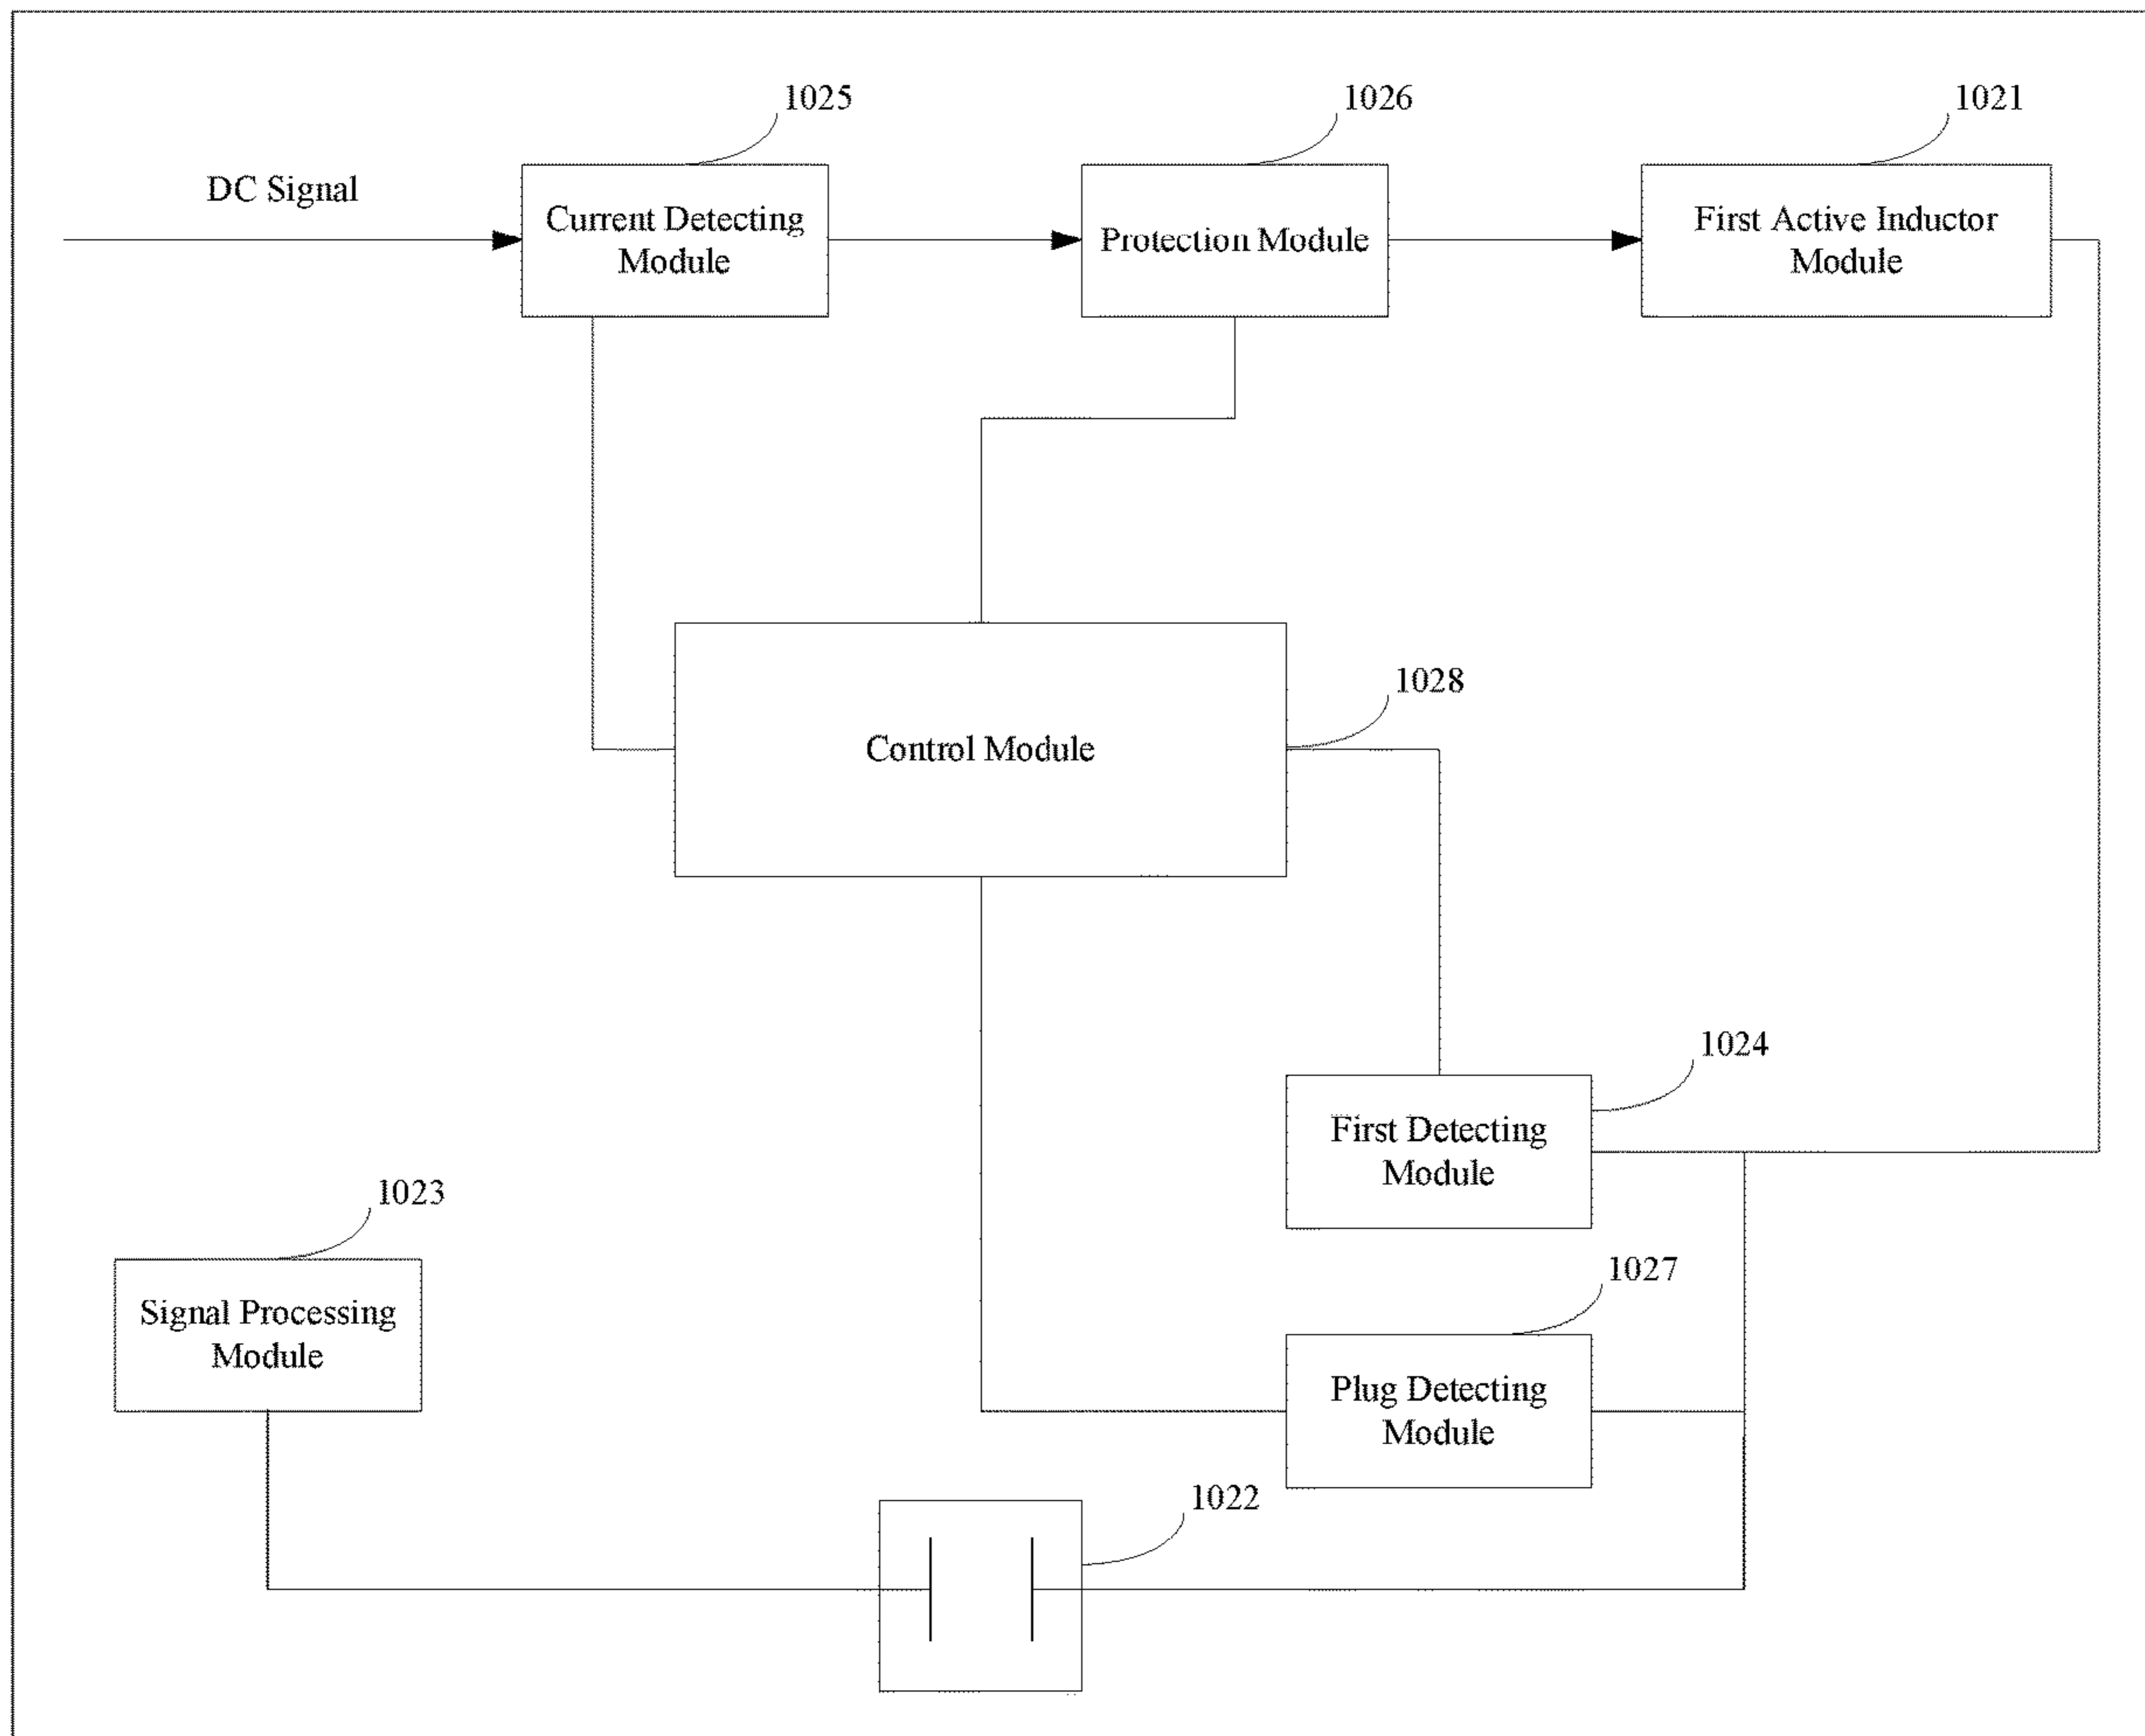 1025
1026
1021
DC Signal
Current Detecting
Module
Protection Module
First Active Inductor
Module
1028
Control Module
1024
First Detecting
Module
1023
Signal Processing
Module
1027
Plug Detecting
Module
1022